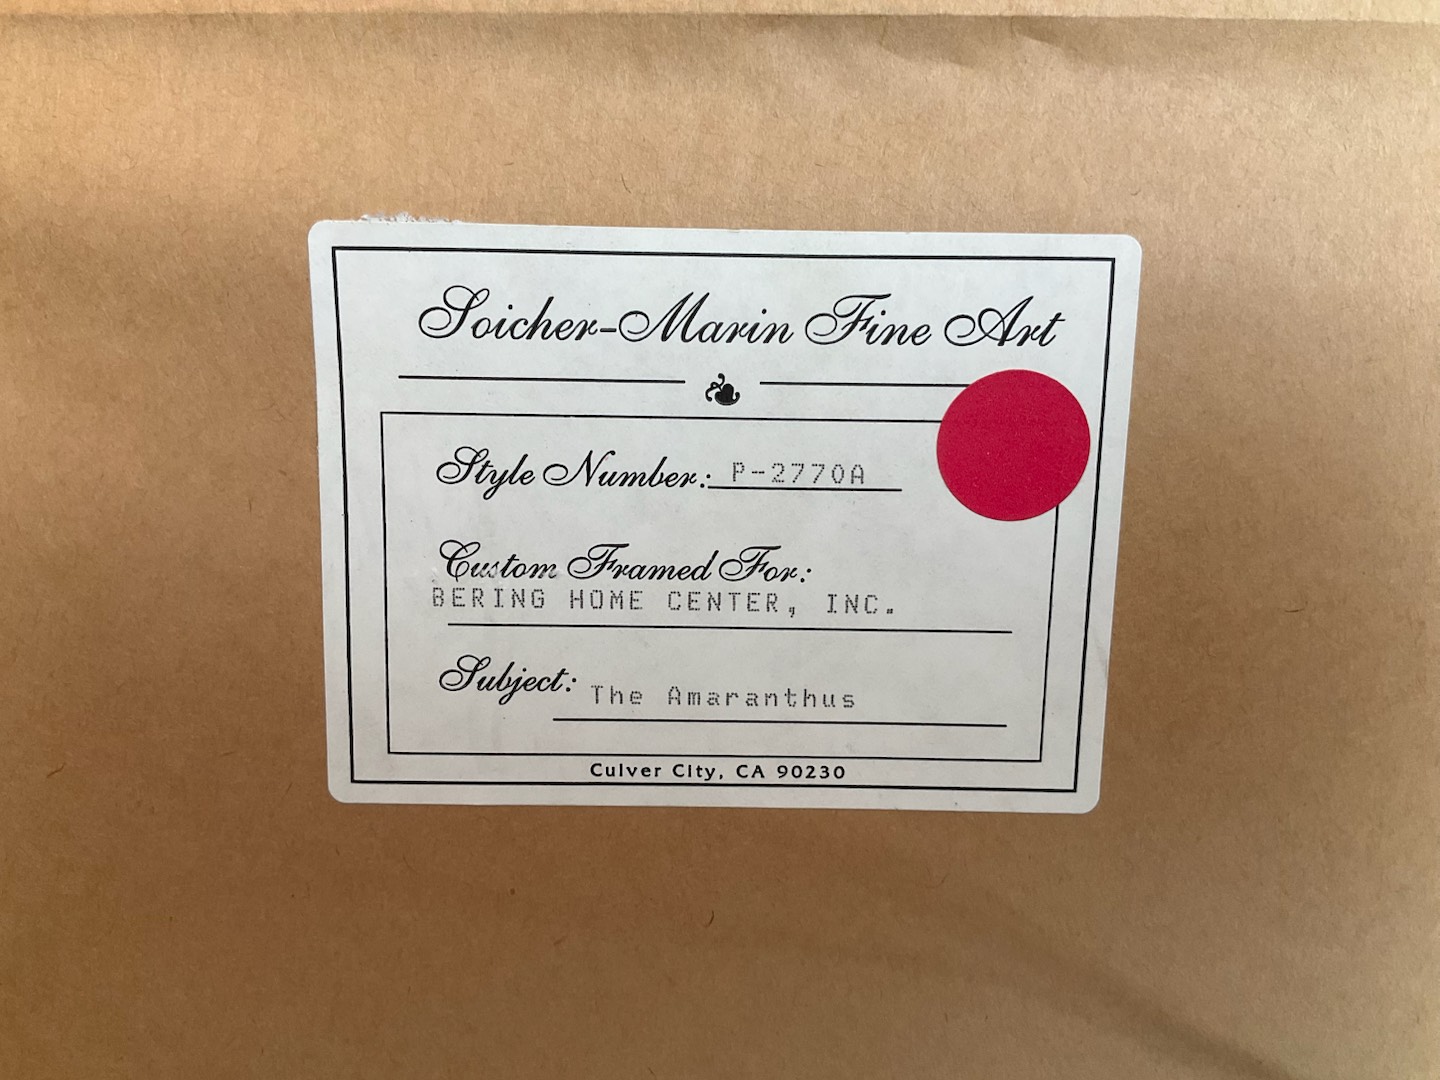 Soicher-Marin Fine Art
Style Number: P-2770A
Custom Framed For:
BERING HOME CENTER, INC.
Subject: The Amaranthus
Culver City, CA 90230